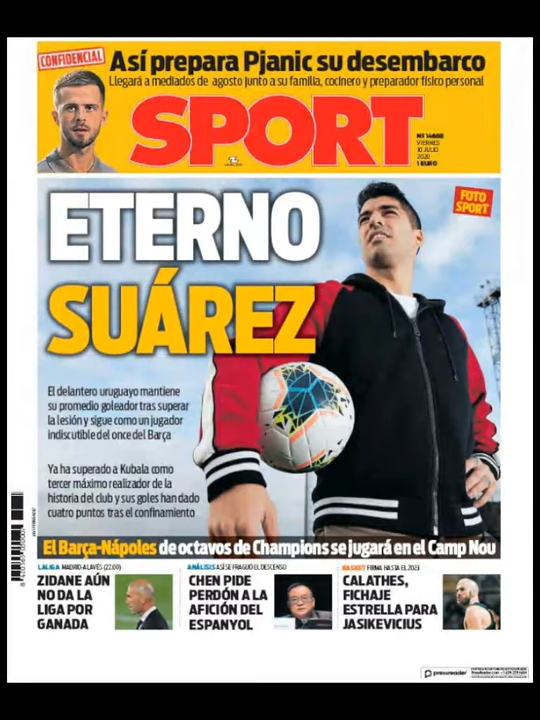 CONFIDENCIAL
Así prepara Pjanic su desembarco
Llegará a mediados de agosto junto a su familia, cocinero y preparador físico personal
SPORT
Nº 14688
VIERNES
10 JULIO
2020
1 EURO
FOTO
SPORT
ETERNO
SUÁREZ
El delantero uruguayo mantiene
su promedio goleador tras superar
la lesión y sigue como un jugador
indiscutible del once del Barça
Ya ha superado a Kubala como
tercer máximo realizador de la
historia del club y sus goles han dado
cuatro puntos tras el confinamiento
El Barça-Nápoles de octavos de Champions se jugará en el Camp Nou
LALIGA MADRID-ALAVÉS (22.00)
ZIDANE AÚN
NO DA LA
LIGA POR
GANADA
ANÁLISIS ASÍ SE FRAGUÓ EL DESCENSO
CHEN PIDE
PERDÓN A LA
AFICIÓN DEL
ESPANYOL
BASKET FIRMA HASTA EL 2023
CALATHES,
FICHAJE
ESTRELLA PARA
JASIKEVICIUS
pressreader